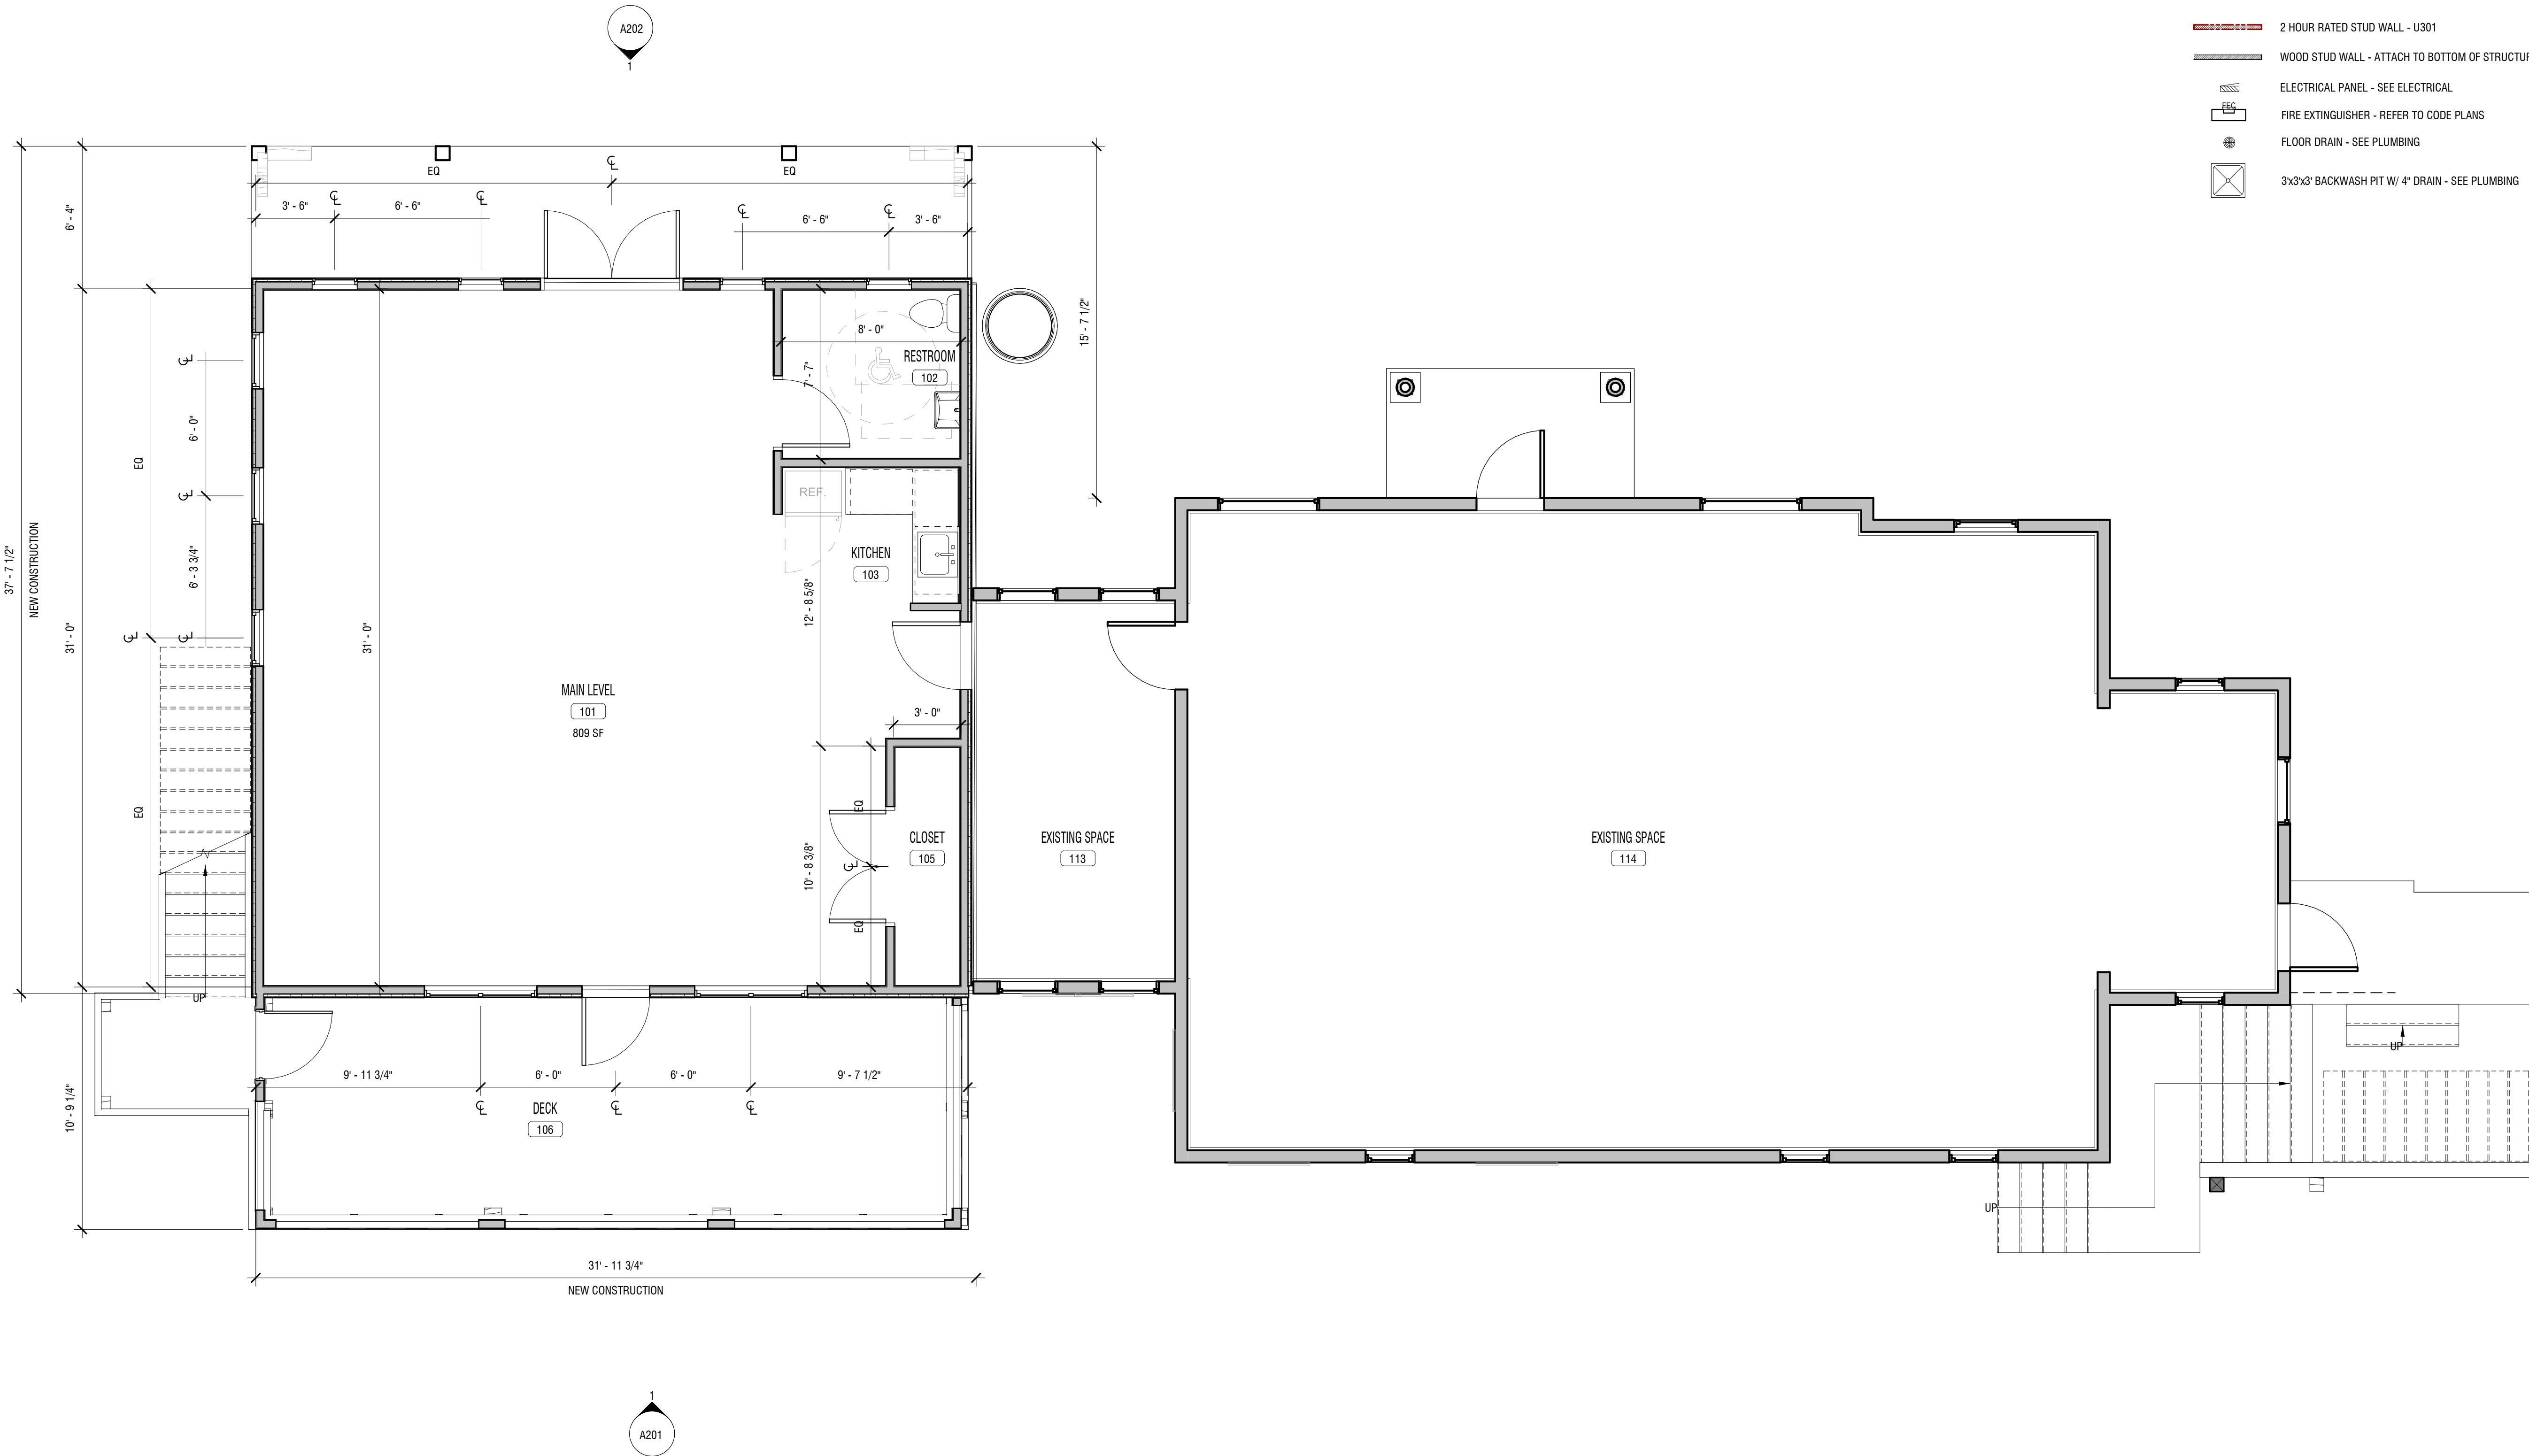 A202
1
2 HOUR RATED STUD WALL - U301
WOOD STUD WALL - ATTACH TO BOTTOM OF STRUCTUR
ELECTRICAL PANEL - SEE ELECTRICAL
FEC
FIRE EXTINGUISHER - REFER TO CODE PLANS
FLOOR DRAIN - SEE PLUMBING
3'x3'x3' BACKWASH PIT W/ 4" DRAIN - SEE PLUMBING
EQ
EQ
3' - 6"
6' - 6"
6' - 6"
3' - 6"
6' - 4"
15' - 7 1/2"
8' - 0"
RESTROOM
102
7' - 7"
6' - 0"
EQ
REF.
KITCHEN
103
37' - 7 1/2"
NEW CONSTRUCTION
6' - 3 3/4"
12' - 8 5/8"
31' - 0"
31' - 0"
MAIN LEVEL
101
809 SF
3' - 0"
EQ
EQ
10' - 8 3/8"
CLOSET
105
EQ
EXISTING SPACE
113
EXISTING SPACE
114
UP
UP
9' - 11 3/4"
6' - 0"
6' - 0"
9' - 7 1/2"
10' - 9 1/4"
DECK
106
UP
31' - 11 3/4"
NEW CONSTRUCTION
1
A201